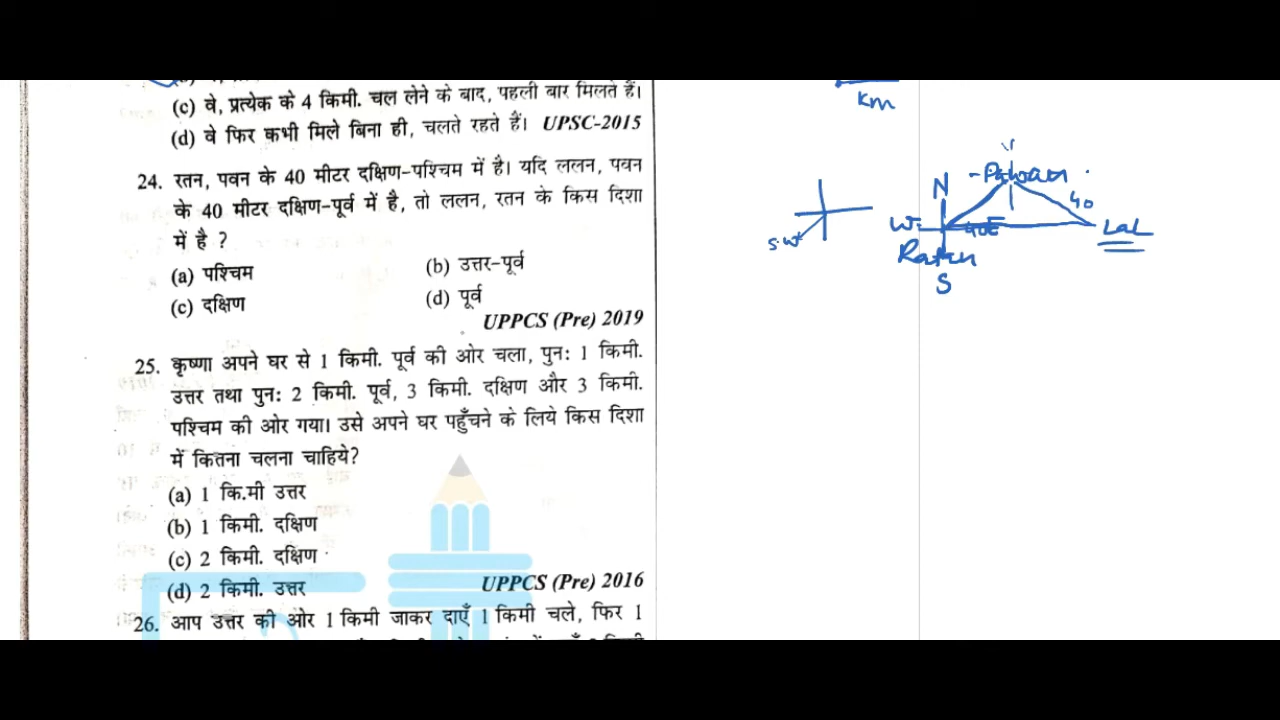 (c) वे, प्रत्येक के 4 किमी. चल लेने के बाद, पहली बार मिलते हैं।
(d) वे फिर कभी मिले बिना ही, चलते रहते हैं। UPSC-2015
24. रतन, पवन के 40 मीटर दक्षिण-पश्चिम में है। यदि ललन, पवन
के 40 मीटर दक्षिण-पूर्व में है, तो ललन, रतन के किस दिशा
में है ?
(a) पश्चिम (b) उत्तर-पूर्व
(c) दक्षिण (d) पूर्व
UPPCS (Pre) 2019
25. कृष्णा अपने घर से 1 किमी. पूर्व की ओर चला, पुनः 1 किमी.
उत्तर तथा पुनः 2 किमी. पूर्व, 3 किमी. दक्षिण और 3 किमी.
पश्चिम की ओर गया। उसे अपने घर पहुँचने के लिये किस दिशा
में कितना चलना चाहिये?
(a) 1 कि.मी उत्तर
(b) 1 किमी. दक्षिण
(c) 2 किमी. दक्षिण
(d) 2 किमी. उत्तर
UPPCS (Pre) 2016
26. आप उत्तर की ओर 1 किमी जाकर दाएँ 1 किमी चले, फिर 1
km
N
Pawan
40
W
40
E
Lal
S.W
Ratan
S